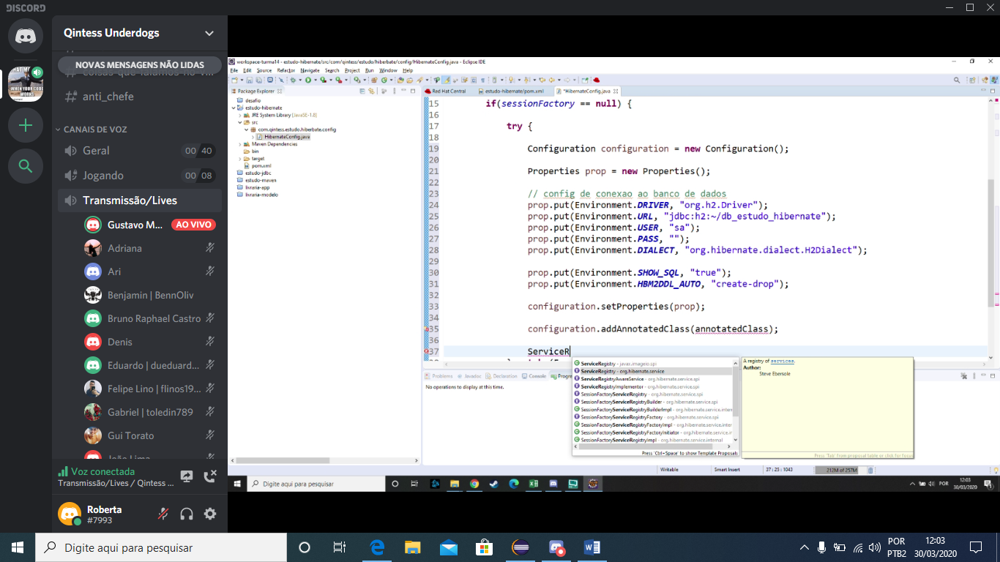 DISCORD
Qintess Underdogs
NOVAS MENSAGENS NÃO LIDAS
anti_chefe
CANAIS DE VOZ
Geral 00 40
Jogando 00 08
Transmissão/Lives
Gustavo M... AO VIVO
Adriana
Ari
Benjamin | BennOliv
Bruno Raphael Castro
Denis
Eduardo | dueduard...
Felipe Lino | flinos19...
Gabriel | toledin789
Gui Torato
João Lima
Voz conectada
Transmissão/Lives / Qintess ...
Roberta
#7993
workspace-turma14 - estudo-hibernate/src/com/qintess/estudo/hiberbate/config/HibernateConfig.java - Eclipse IDE
File Edit Source Refactor Navigate Search Project Run Window Help
Package Explorer
desafio
estudo-hibernate
JRE System Library [JavaSE-1.8]
src
com.qintess.estudo.hiberbate.config
HibernateConfig.java
Maven Dependencies
bin
target
pom.xml
estudo-jdbc
estudo-maven
livraria-app
livraria-modelo
Red Hat Central estudo-hibernate/pom.xml *HibernateConfig.java
15 if(sessionFactory == null) {
16
17 try {
18
19 Configuration configuration = new Configuration();
20
21 Properties prop = new Properties();
22
23 // config de conexao ao banco de dados
24 prop.put(Environment.DRIVER, "org.h2.Driver");
25 prop.put(Environment.URL, "jdbc:h2:~/db_estudo_hibernate");
26 prop.put(Environment.USER, "sa");
27 prop.put(Environment.PASS, "");
28 prop.put(Environment.DIALECT, "org.hibernate.dialect.H2Dialect");
29
30 prop.put(Environment.SHOW_SQL, "true");
31 prop.put(Environment.HBM2DDL_AUTO, "create-drop");
32
33 configuration.setProperties(prop);
34
35 configuration.addAnnotatedClass(annotatedClass);
36
37 ServiceR
ServiceRegistry - javax.imageio.spi
ServiceRegistry - org.hibernate.service
ServiceRegistryAwareService - org.hibernate.service.spi
ServiceRegistryImplementor - org.hibernate.service.spi
SessionFactoryServiceRegistry - org.hibernate.service.spi
SessionFactoryServiceRegistryBuilder - org.hibernate.service.spi
SessionFactoryServiceRegistryBuilderImpl - org.hibernate.service.inter
SessionFactoryServiceRegistryFactory - org.hibernate.service.spi
SessionFactoryServiceRegistryFactoryImpl - org.hibernate.service.inter
SessionFactoryServiceRegistryFactoryInitiator - org.hibernate.service.ir
SessionFactoryServiceRegistryImpl - org.hibernate.service.internal
Press 'Ctrl+Space' to show Template Proposals
A registry of services.
Author:
Steve Ebersole
Press 'Tab' from proposal table or click for focus
Problems Javadoc Declaration Console Progre
No operations to display at this time.
Writable Smart Insert 37 : 25 : 1043 212M of 257M
Digite aqui para pesquisar
POR 12:03 30/03/2020
Digite aqui para pesquisar
POR 12:03
PTB2 30/03/2020